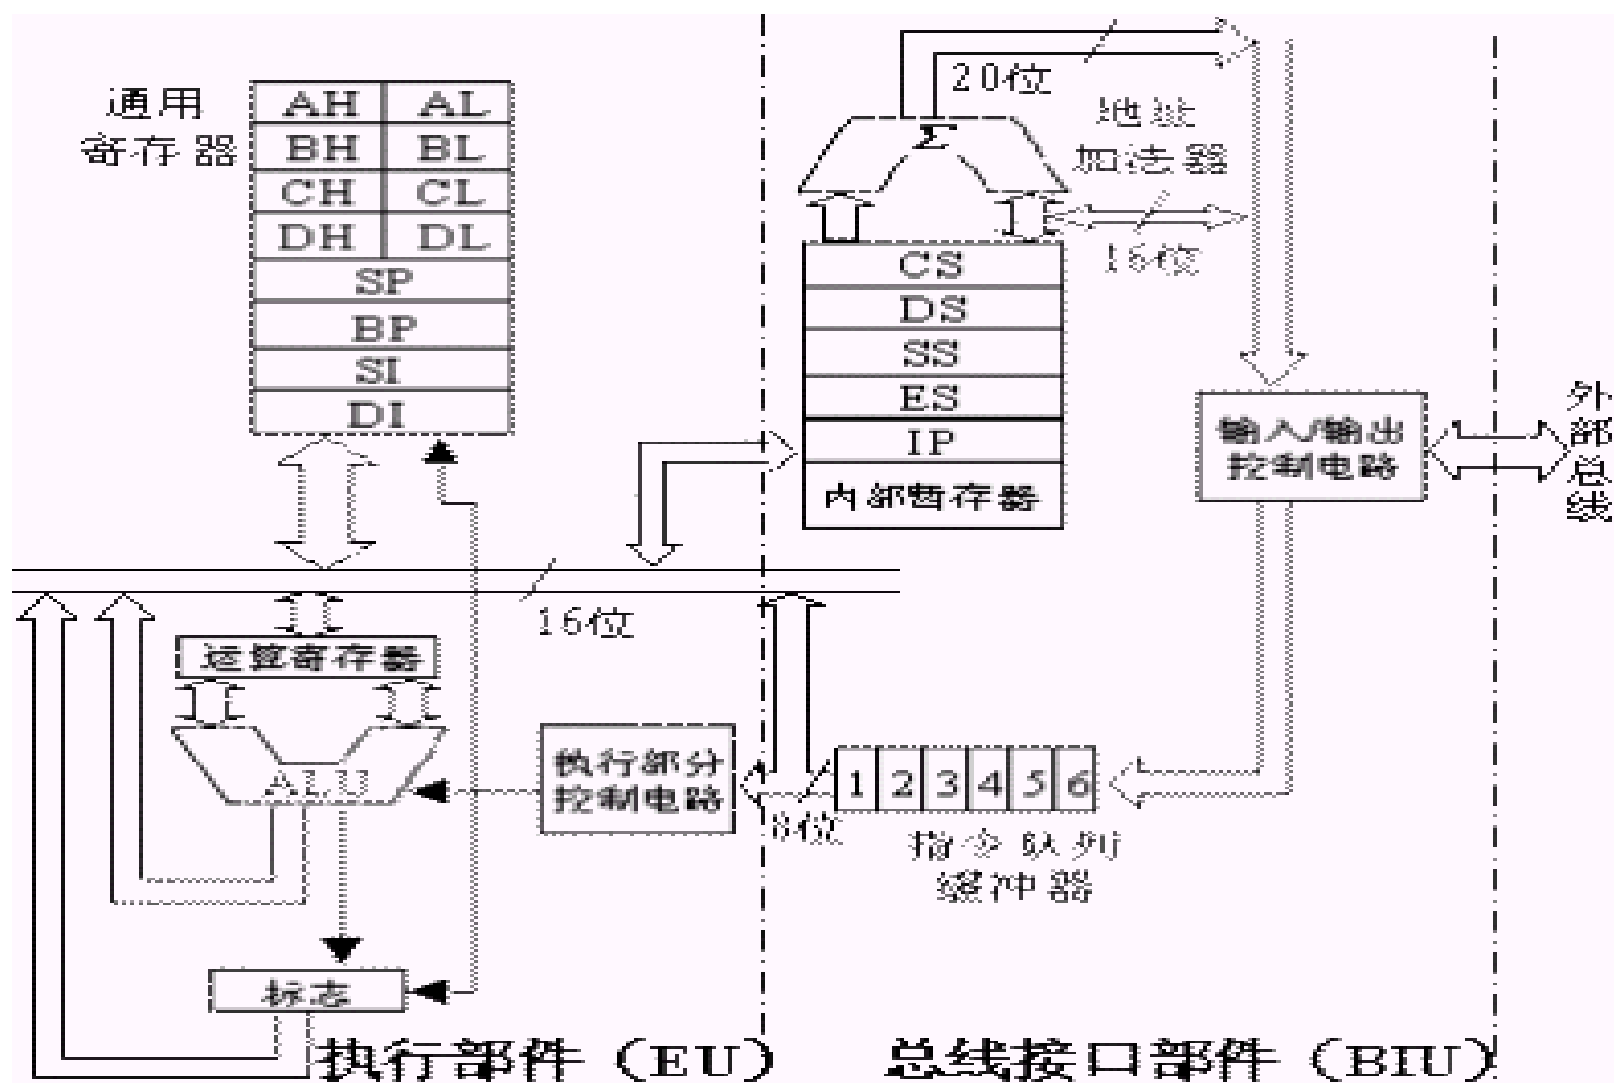 通用
寄存器
AH AL
BH BL
CH CL
DH DL
SP
BP
SI
DI
20位
Σ
地址
加法器
16位
CS
DS
SS
ES
IP
内部暂存器
输入/输出
控制电路
外
部
总
线
16位
运算寄存器
ALU
执行部分
控制电路
8位
1 2 3 4 5 6
指令队列
缓冲器
标志
执行部件（EU） 总线接口部件（BIU）